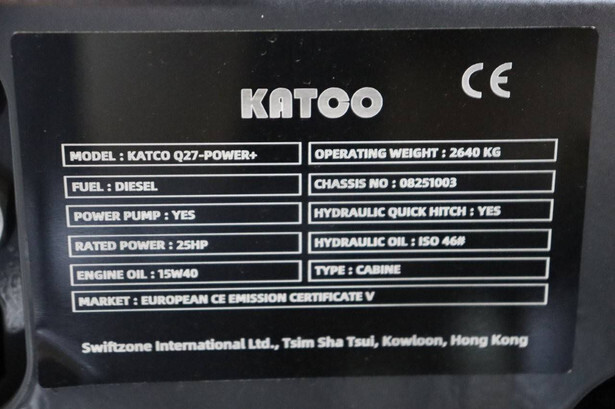 CE
KATCO
MODEL : KATCO Q27-POWER+
OPERATING WEIGHT : 2640 KG
FUEL : DIESEL
CHASSIS NO : 08251003
POWER PUMP : YES
HYDRAULIC QUICK HITCH : YES
RATED POWER : 25HP
HYDRAULIC OIL : ISO 46#
ENGINE OIL : 15W40
TYPE : CABINE
MARKET : EUROPEAN CE EMISSION CERTIFICATE V
Swiftzone International Ltd., Tsim Sha Tsui, Kowloon, Hong Kong